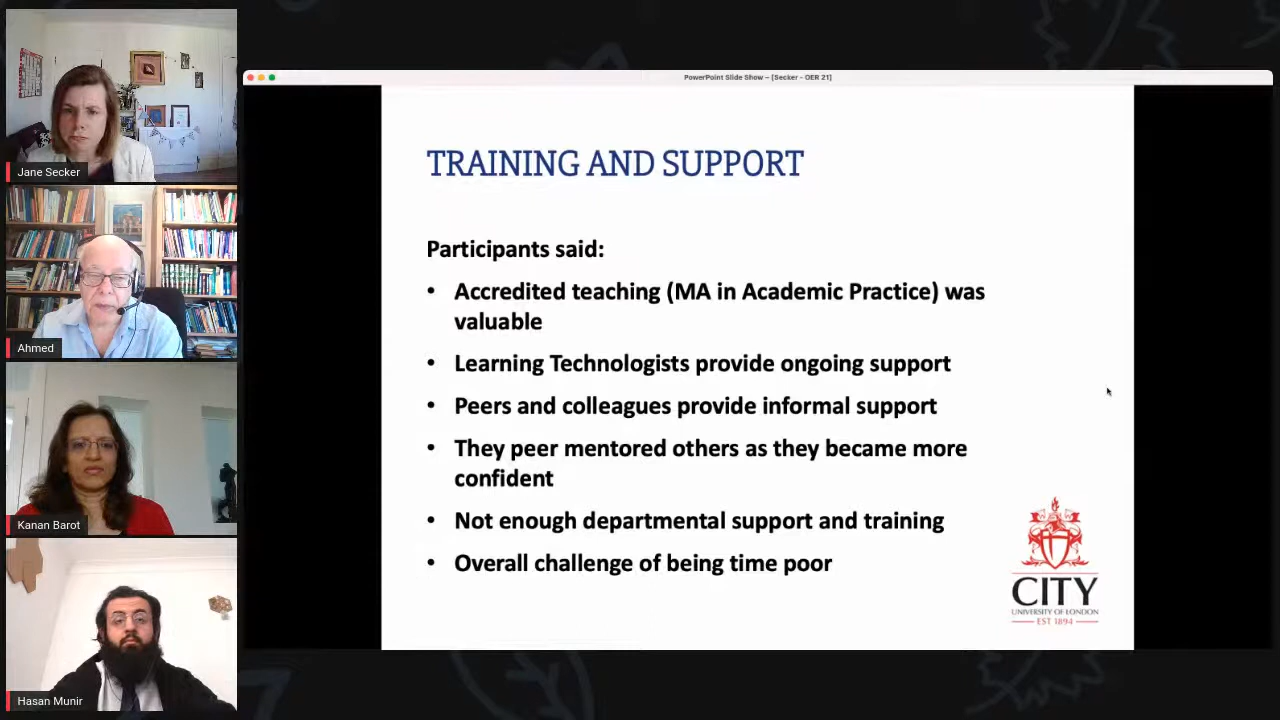 PowerPoint Slide Show – [Secker - OER 21]
Jane Secker
Ahmed
Kanan Barot
Hasan Munir
TRAINING AND SUPPORT
Participants said:
• Accredited teaching (MA in Academic Practice) was
valuable
• Learning Technologists provide ongoing support
• Peers and colleagues provide informal support
• They peer mentored others as they became more
confident
• Not enough departmental support and training
• Overall challenge of being time poor
CITY
UNIVERSITY OF LONDON
EST 1894